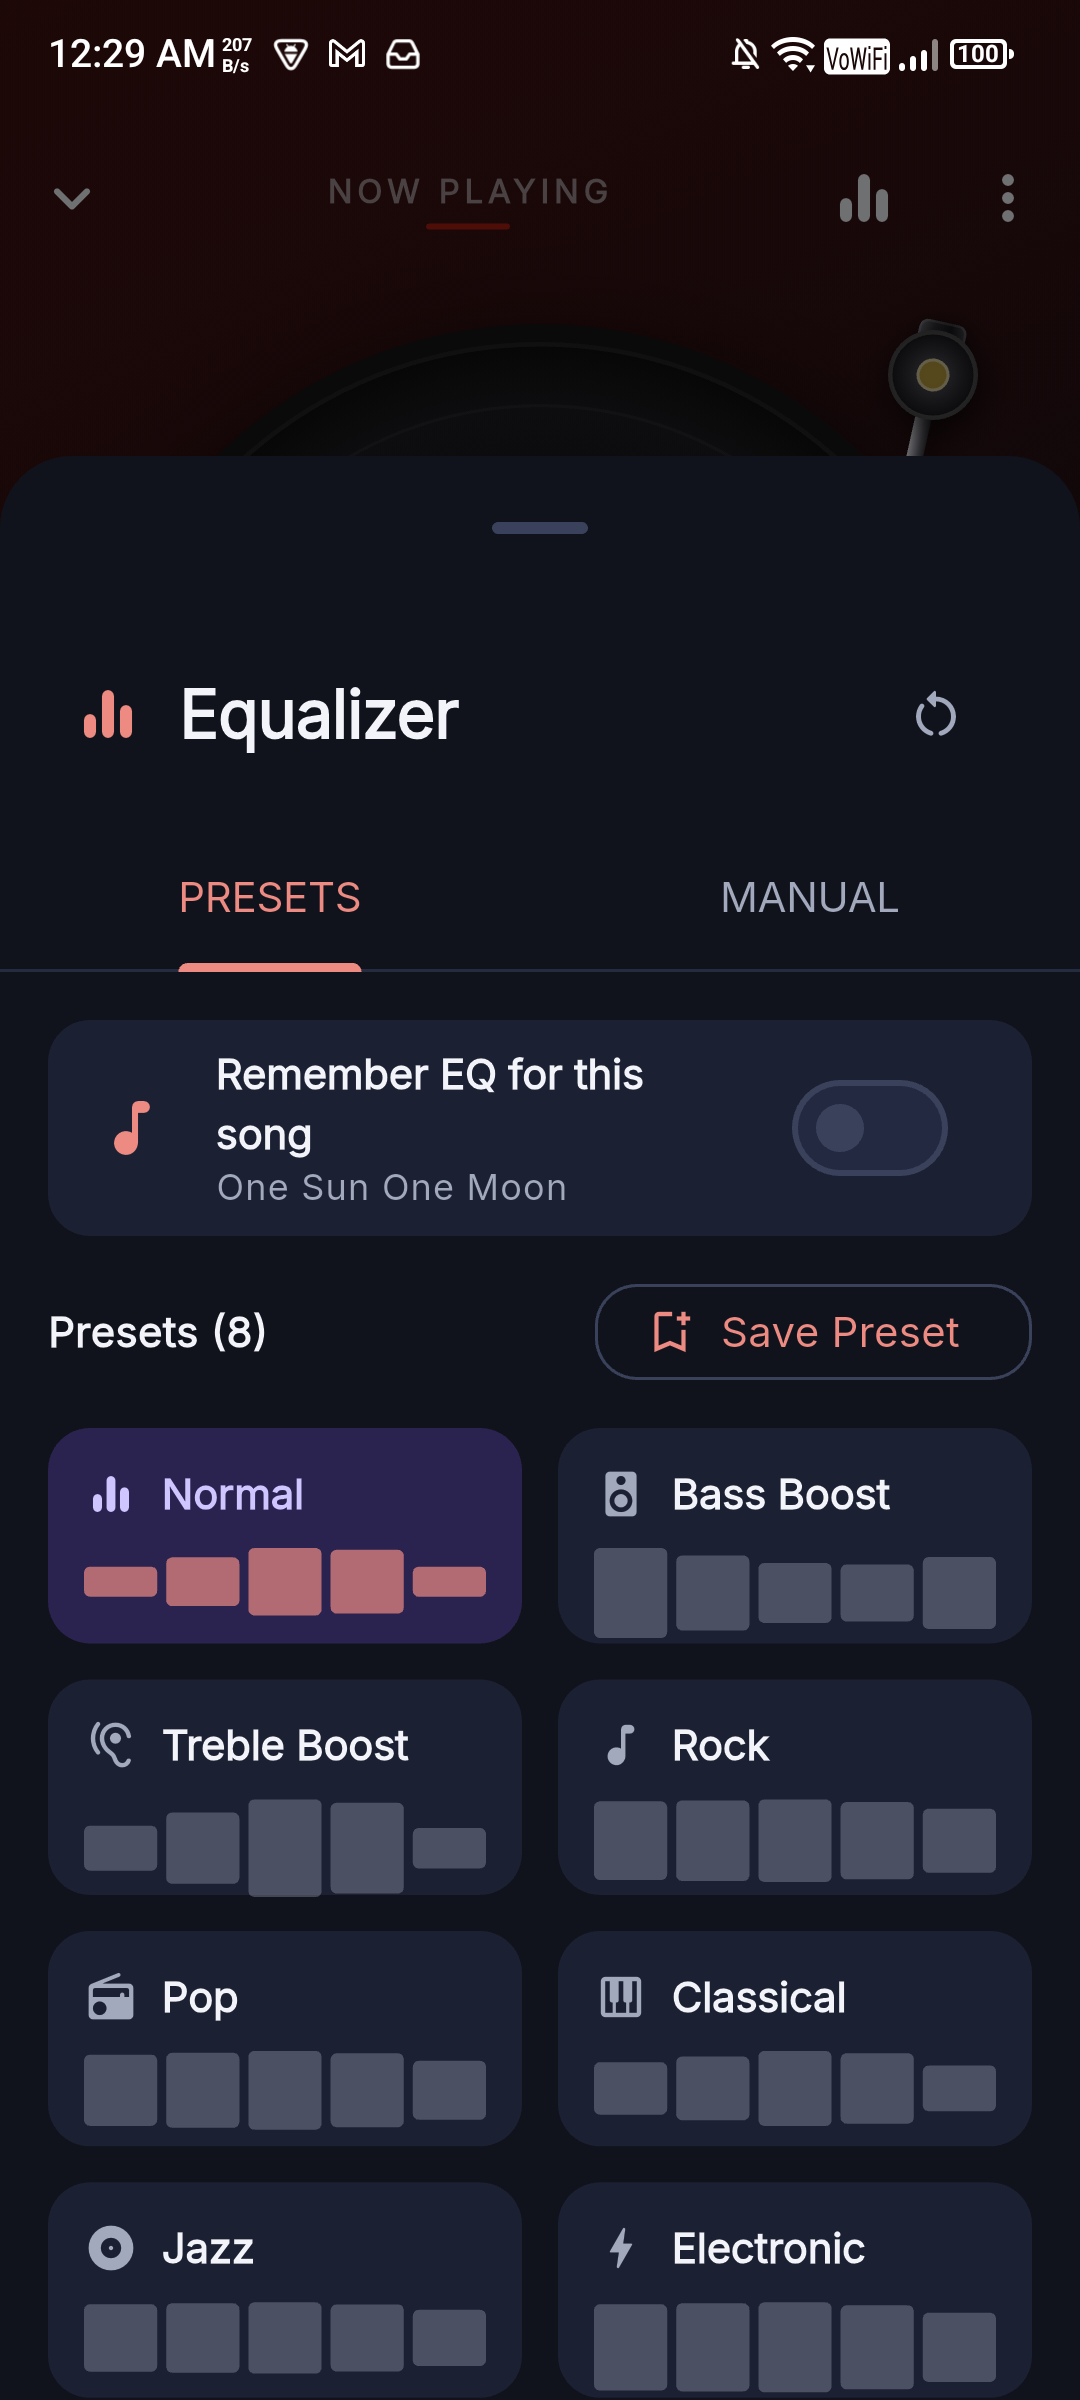 12:29 AM 207 B/s VoWiFi 100
NOW PLAYING
Equalizer
PRESETS MANUAL
Remember EQ for this
song
One Sun One Moon
Presets (8) Save Preset
Normal Bass Boost
Treble Boost Rock
Pop Classical
Jazz Electronic